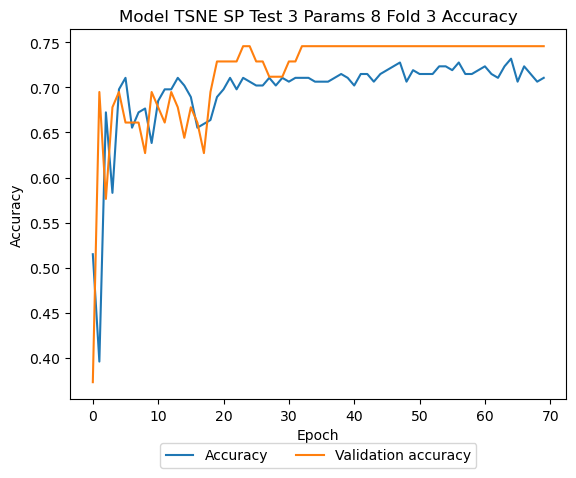 Model TSNE SP Test 3 Params 8 Fold 3 Accuracy
0.75
0.70
0.65
0.60
0.55
0.50
0.45
0.40
Accuracy
0 10 20 30 40 50 60 70
Epoch
Accuracy Validation accuracy